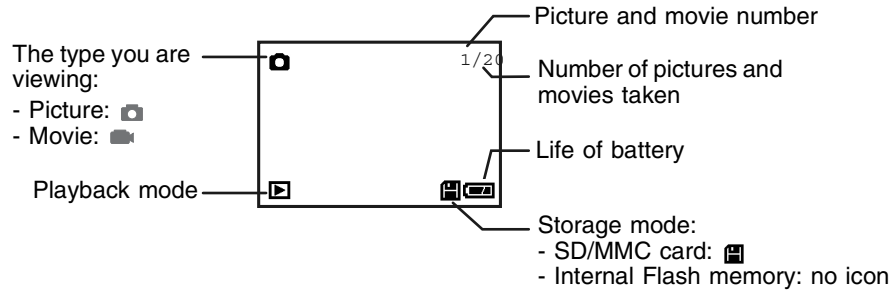 Picture and movie number
The type you are
viewing:
- Picture:
- Movie:
1/20
Number of pictures and
movies taken
Life of battery
Playback mode
Storage mode:
- SD/MMC card:
- Internal Flash memory: no icon